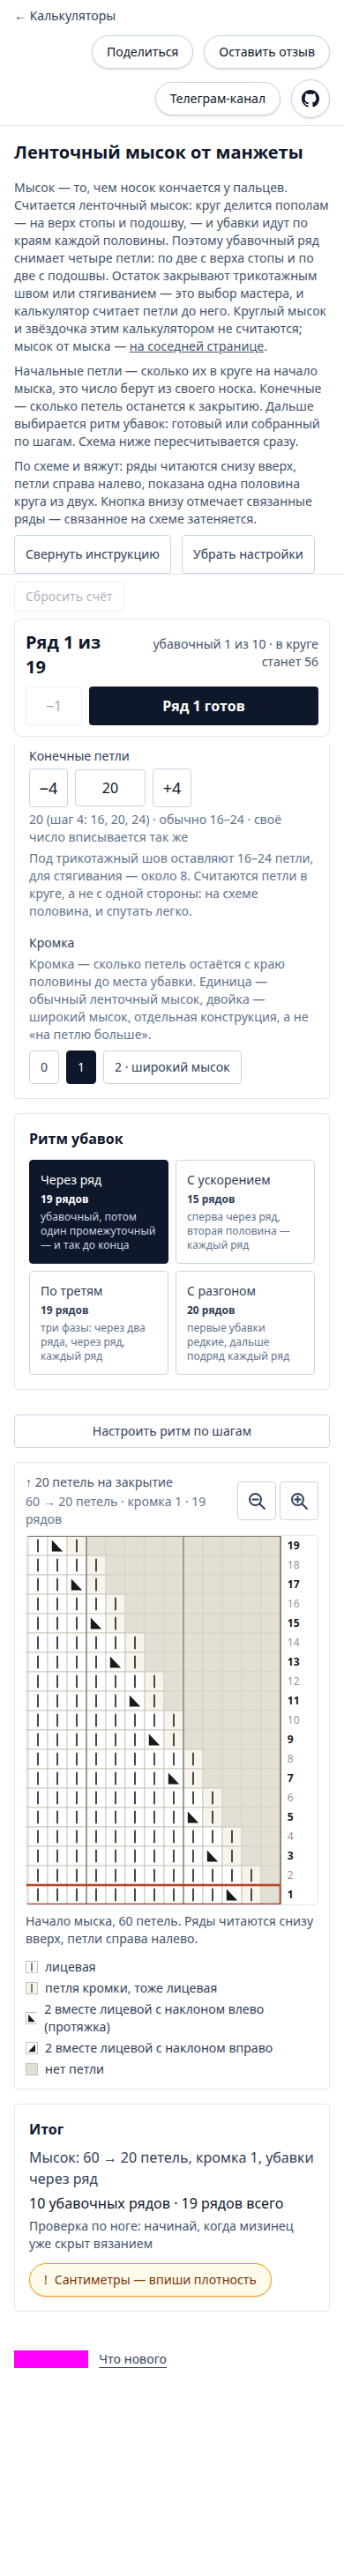 ← Калькуляторы
Поделиться
Оставить отзыв
Телеграм-канал
Ленточный мысок от манжеты
Мысок — то, чем носок кончается у пальцев.
Считается ленточный мысок: круг делится пополам
— на верх стопы и подошву, — и убавки идут по
краям каждой половины. Поэтому убавочный ряд
снимает четыре петли: по две с верха стопы и по
две с подошвы. Остаток закрывают трикотажным
швом или стягиванием — это выбор мастера, и
калькулятор считает петли до него. Круглый мысок
и звёздочка этим калькулятором не считаются;
мысок от мыска — на соседней странице.
Начальные петли — сколько их в круге на начало
мыска, это число берут из своего носка. Конечные
— сколько петель останется к закрытию. Дальше
выбирается ритм убавок: готовый или собранный
по шагам. Схема ниже пересчитывается сразу.
По схеме и вяжут: ряды читаются снизу вверх,
петли справа налево, показана одна половина
круга из двух. Кнопка внизу отмечает связанные
ряды — связанное на схеме затеняется.
Свернуть инструкцию
Убрать настройки
Сбросить счёт
Ряд 1 из
19
убавочный 1 из 10 · в круге
станет 56
−1
Ряд 1 готов
Конечные петли
−4
20
+4
20 (шаг 4: 16, 20, 24) · обычно 16–24 · своё
число вписывается так же
Под трикотажный шов оставляют 16–24 петли,
для стягивания — около 8. Считаются петли в
круге, а не с одной стороны: на схеме
половина, и спутать легко.
Кромка
Кромка — сколько петель остаётся с краю
половины до места убавки. Единица —
обычный ленточный мысок, двойка —
широкий мысок, отдельная конструкция, а не
«на петлю больше».
0
1
2 · широкий мысок
Ритм убавок
Через ряд
19 рядов
убавочный, потом
один промежуточный
— и так до конца
С ускорением
15 рядов
сперва через ряд,
вторая половина —
каждый ряд
По третям
19 рядов
три фазы: через два
ряда, через ряд,
каждый ряд
С разгоном
20 рядов
первые убавки
редкие, дальше
подряд каждый ряд
Настроить ритм по шагам
↑ 20 петель на закрытие
60 → 20 петель · кромка 1 · 19
рядов
19
18
17
16
15
14
13
12
11
10
9
8
7
6
5
4
3
2
1
Начало мыска, 60 петель. Ряды читаются снизу
вверх, петли справа налево.
лицевая
петля кромки, тоже лицевая
2 вместе лицевой с наклоном влево
(протяжка)
2 вместе лицевой с наклоном вправо
нет петли
Итог
Мысок: 60 → 20 петель, кромка 1, убавки
через ряд
10 убавочных рядов · 19 рядов всего
Проверка по ноге: начинай, когда мизинец
уже скрыт вязанием
! Сантиметры — впиши плотность
Что нового